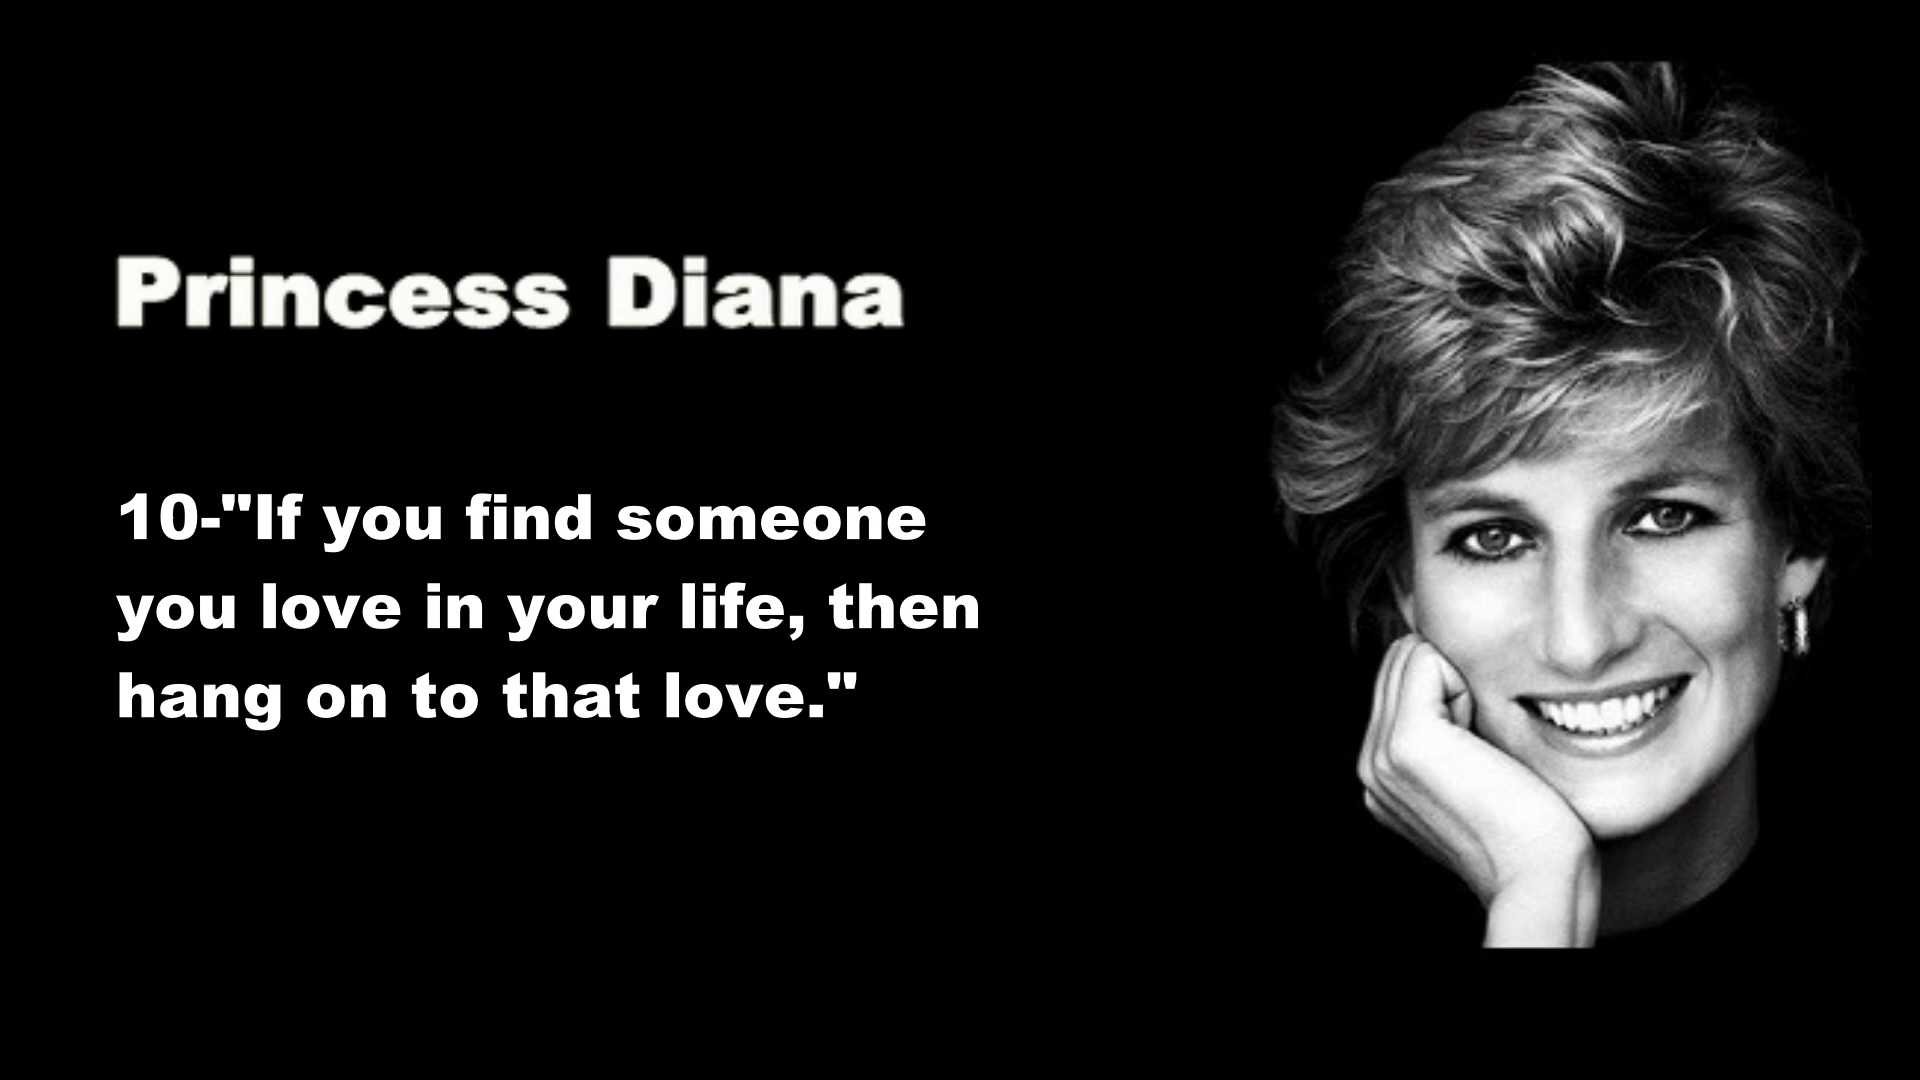 Princess Diana
10-"If you find someone
you love in your life, then
hang on to that love."